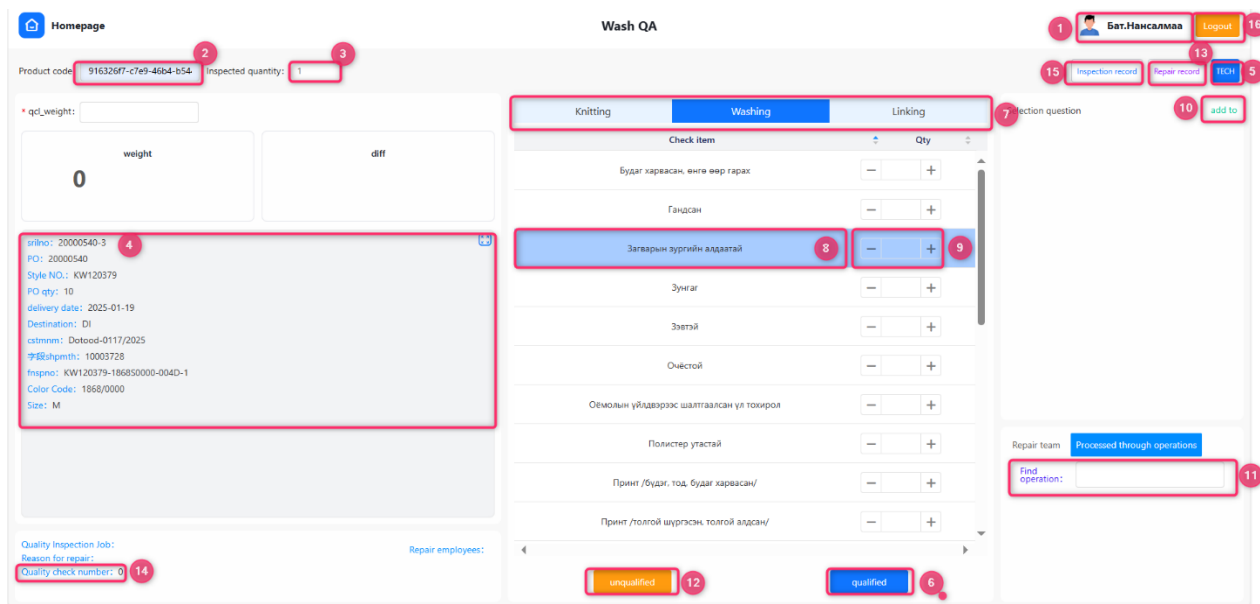 Homepage
Wash QA
1
Бат.Нансалмаа
Logout
16
2
3
13
Product code
916326f7-c7e9-46b4-b54
Inspected quantity:
1
15
Inspection record
Repair record
TECH
5
* qcl_weight:
Knitting
Washing
Linking
7
election question
10
add to
Check item
Qty
weight
diff
0
Будаг харвасан, өнгө өөр гарах
Гандсан
srilno: 20000540-3
4
PO: 20000540
Style NO.: KW120379
PO qty: 10
delivery date: 2025-01-19
Destination: DI
cstmnm: Dotood-0117/2025
字段shpmth: 10003728
fnspno: KW120379-1868S0000-004D-1
Color Code: 1868/0000
Size: M
Загварын зургийн алдаатай
8
9
Зунгаг
Зэвтэй
Очёстой
Оёмолын үйлдвэрээс шалтгаалсан үл тохирол
Полистер утастай
Принт /бүдэг, тод, будаг харвасан/
Принт /толгой шүргэсэн, толгой алдсан/
Repair team
Processed through operations
Find
operation:
11
Quality Inspection Job:
Reason for repair:
Quality check number: 0
14
Repair employees:
unqualified
12
qualified
6